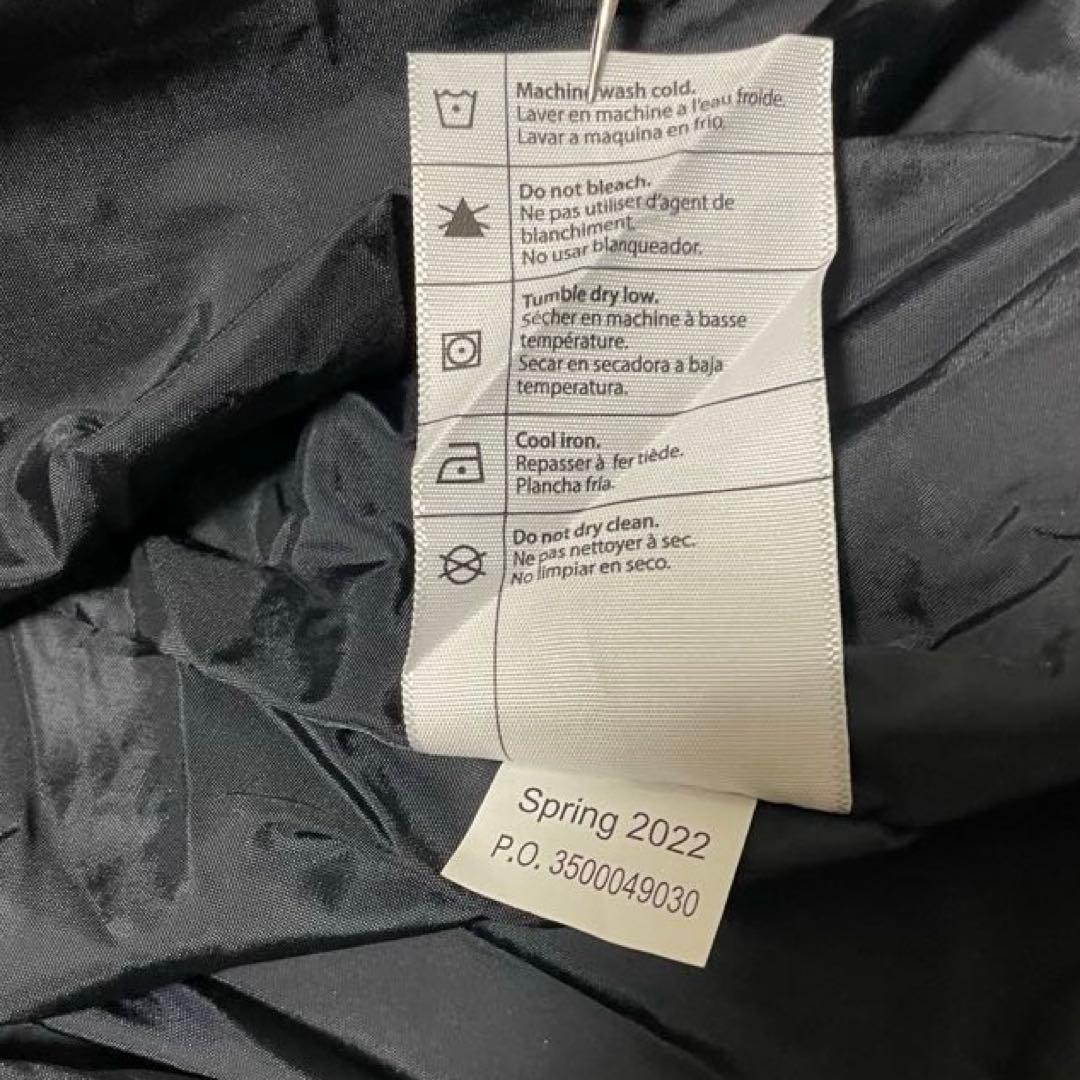 Machine wash cold.
Laver en machine a l'eau froide.
Lavar a maquina en frio.
Do not bleach.
Ne pas utiliser d'agent de
blanchiment.
No usar blanqueador.
Tumble dry low.
sécher en machine à basse
température.
Secar en secadora a baja
temperatura.
Cool iron.
Repasser à fer tiède.
Plancha fría.
Do not dry clean.
Ne pas nettoyer à sec.
No limpiar en seco.
Spring 2022
P.O. 3500049030